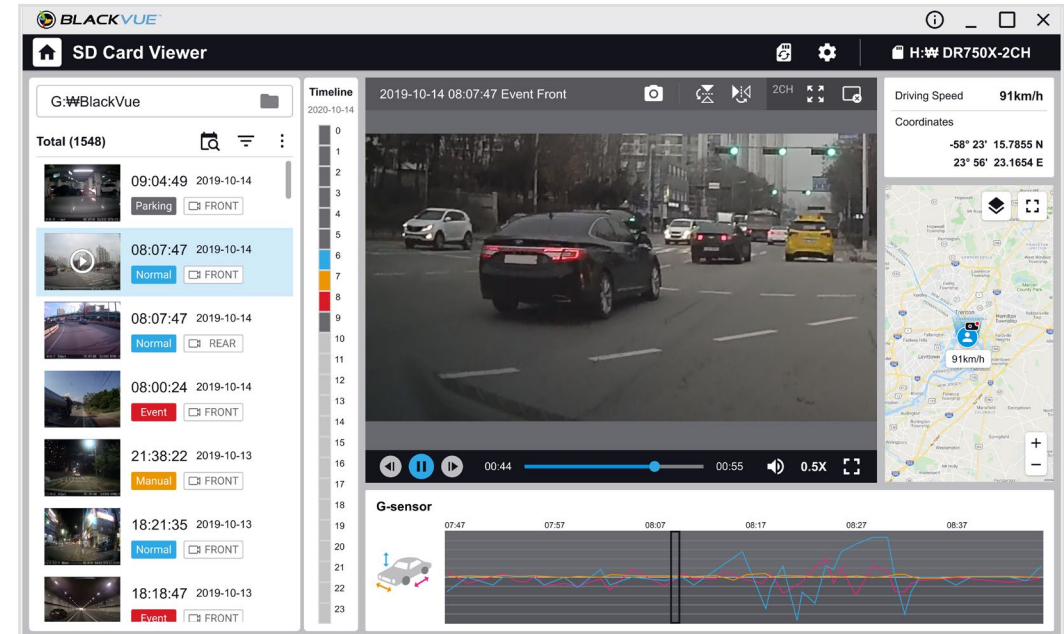 BLACKVUE
SD Card Viewer
H:₩ DR750X-2CH
G:₩BlackVue
Total (1548)
09:04:49 2019-10-14
Parking FRONT
08:07:47 2019-10-14
Normal FRONT
08:07:47 2019-10-14
Normal REAR
08:00:24 2019-10-14
Event FRONT
21:38:22 2019-10-13
Manual FRONT
18:21:35 2019-10-13
Normal FRONT
18:18:47 2019-10-13
Event FRONT
Timeline
2020-10-14
0
1
2
3
4
5
6
7
8
9
10
11
12
13
14
15
16
17
18
19
20
21
22
23
2019-10-14 08:07:47 Event Front
2CH
00:44
00:55
0.5X
Driving Speed 91km/h
Coordinates
-58° 23' 15.7855 N
23° 56' 23.1654 E
Trenton
Hamilton
Township
Levittown
91km/h
+
−
G-sensor
07:47 07:57 08:07 08:17 08:27 08:37